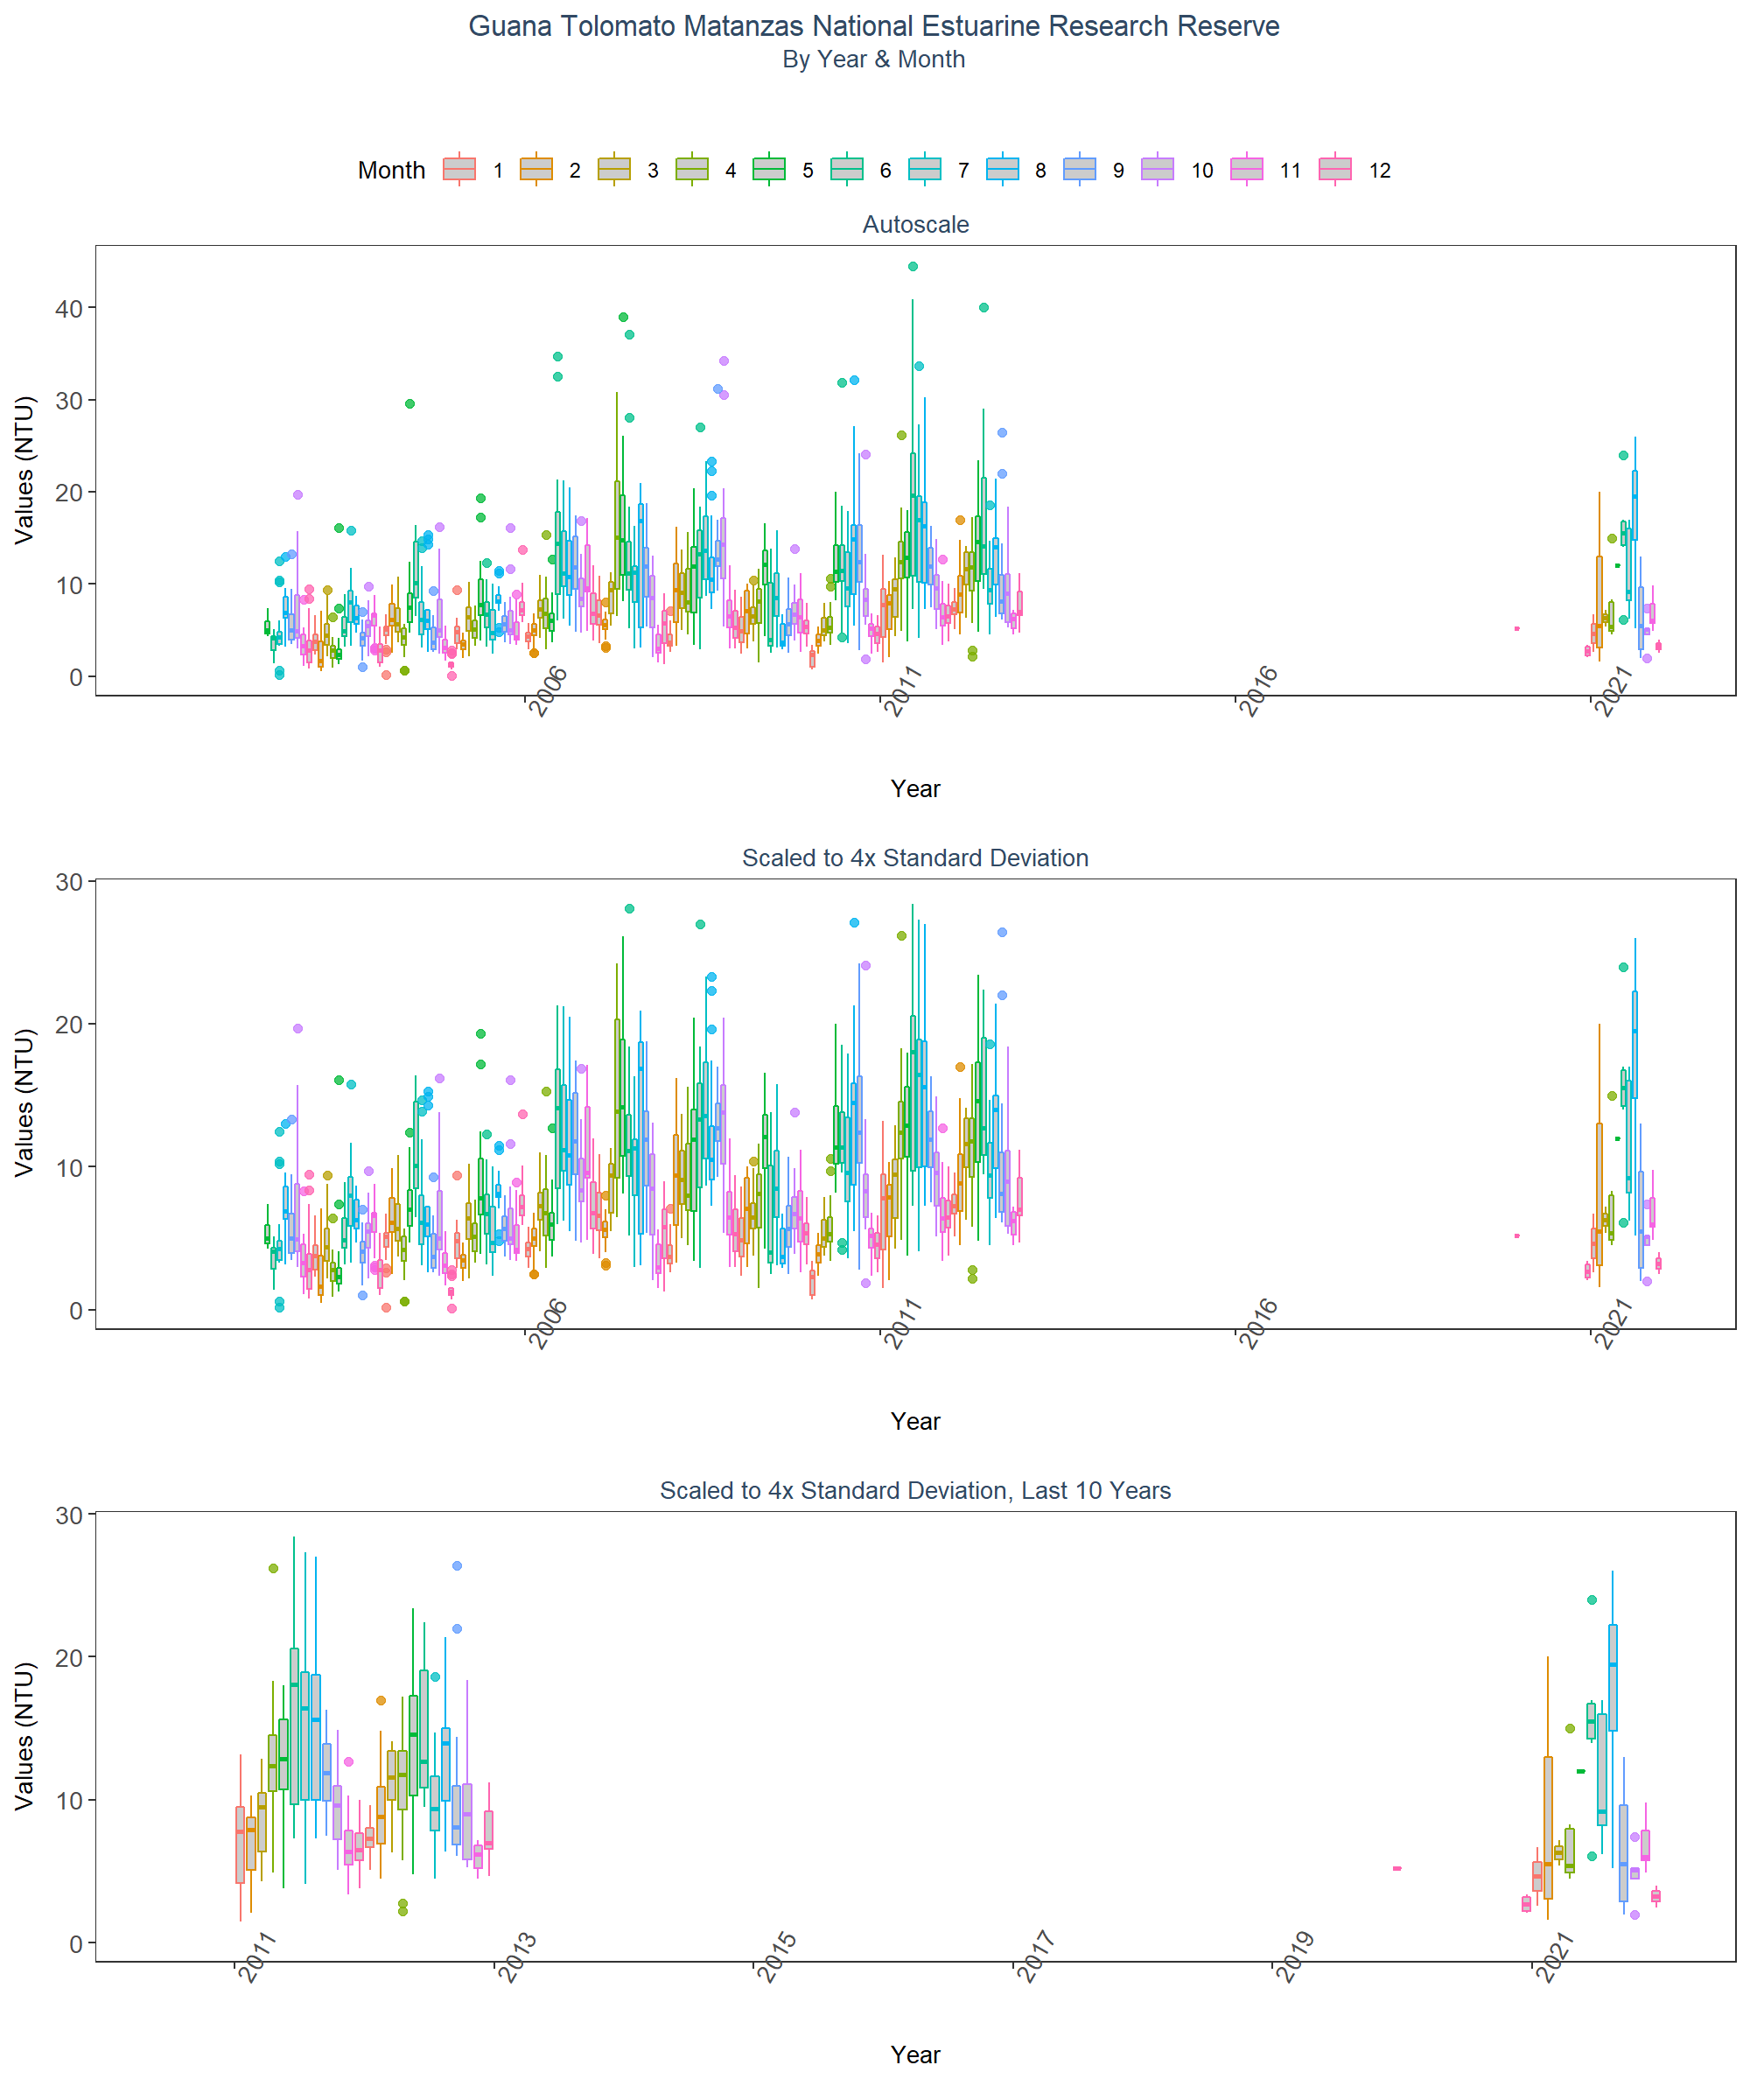 Guana Tolomato Matanzas National Estuarine Research Reserve
By Year & Month
Month 1 2 3 4 5 6 7 8 9 10 11 12
Autoscale
Values (NTU)
40
30
20
10
0
2006 2011 2016 2021
Year
Scaled to 4x Standard Deviation
Values (NTU)
30
20
10
0
2006 2011 2016 2021
Year
Scaled to 4x Standard Deviation, Last 10 Years
Values (NTU)
30
20
10
0
2011 2013 2015 2017 2019 2021
Year